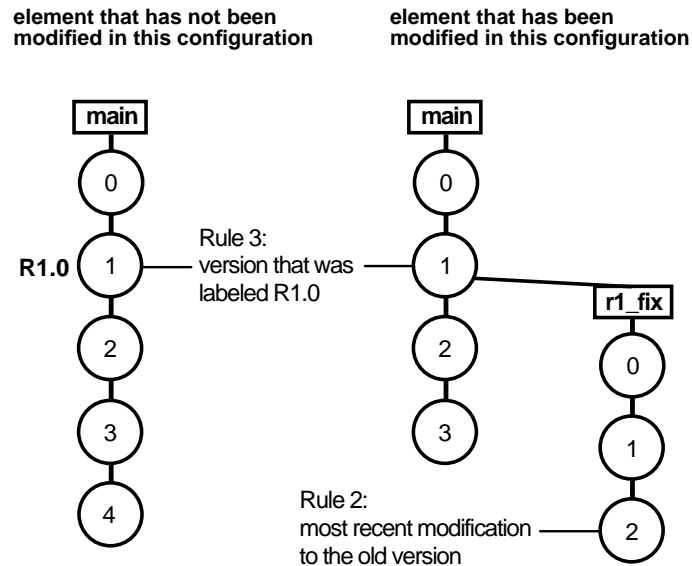 element that has not been
modified in this configuration
element that has been
modified in this configuration
main
0
R1.0
1
2
3
4
Rule 3:
version that was
labeled R1.0
main
0
1
2
3
r1_fix
0
1
2
Rule 2:
most recent modification
to the old version